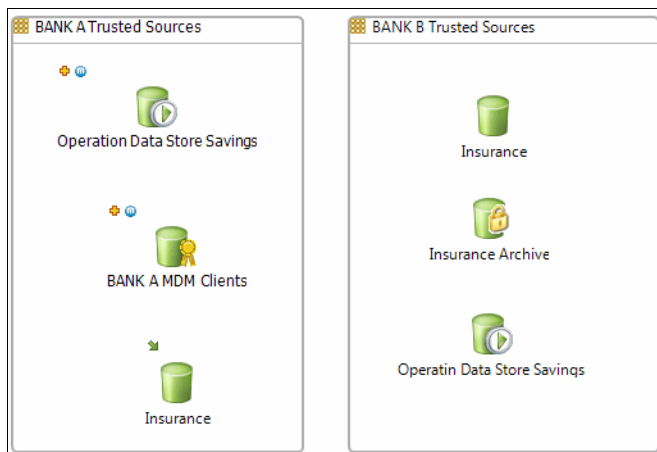 BANK A Trusted Sources
Operation Data Store Savings
BANK A MDM Clients
Insurance
BANK B Trusted Sources
Insurance
Insurance Archive
Operatin Data Store Savings